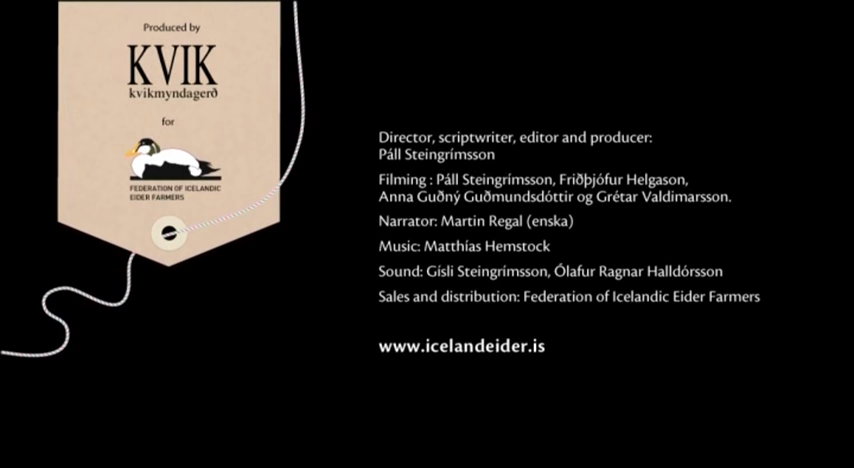 Produced by
KVIK
kvikmyndagerð
for
FEDERATION OF ICELANDIC
EIDER FARMERS
Director, scriptwriter, editor and producer:
Páll Steingrímsson
Filming : Páll Steingrímsson, Friðþjófur Helgason,
Anna Guðný Guðmundsdóttir og Grétar Valdimarsson.
Narrator: Martin Regal (enska)
Music: Matthías Hemstock
Sound: Gísli Steingrímsson, Ólafur Ragnar Halldórsson
Sales and distribution: Federation of Icelandic Eider Farmers
www.icelandeider.is